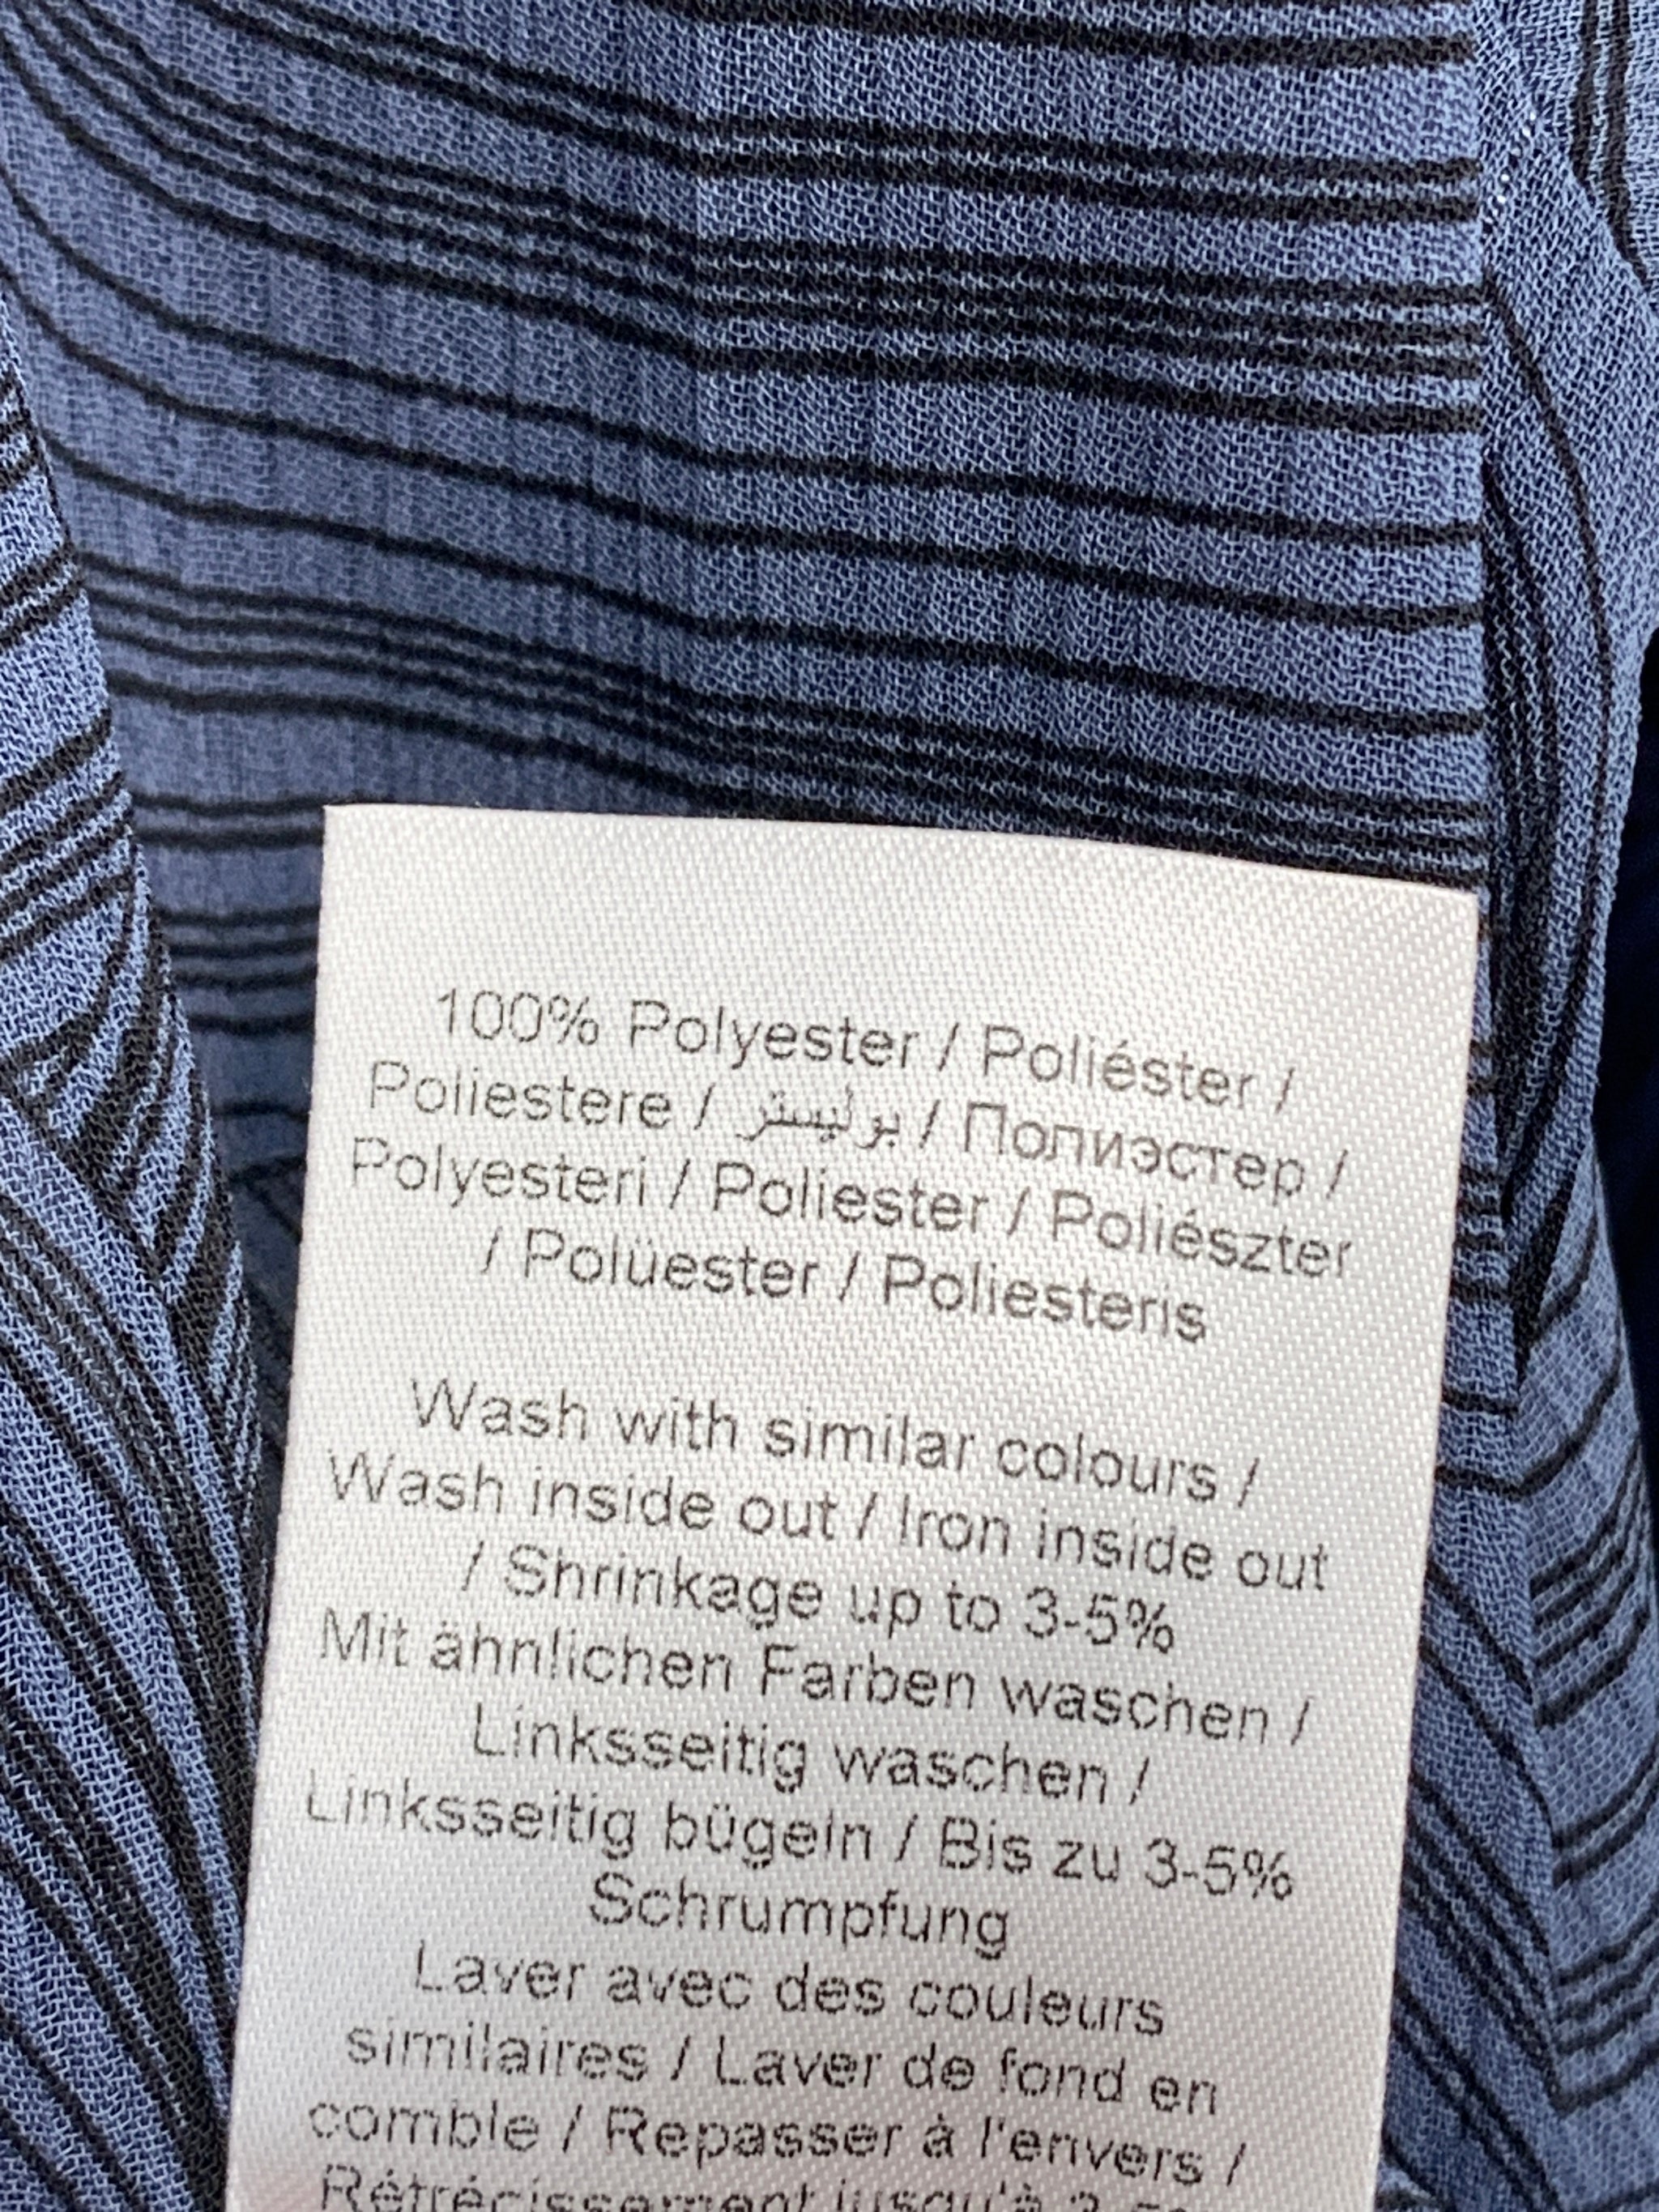 100% Polyester / Poliéster /
Poliestere / بوليستر / Полиэстер /
Polyesteri / Poliester / Poliészter
/ Polüester / Poliesteris
Wash with similar colours /
Wash inside out / Iron inside out
/ Shrinkage up to 3-5%
Mit ähnlichen Farben waschen /
Linksseitig waschen /
Linksseitig bügeln / Bis zu 3-5%
Schrumpfung
Laver avec des couleurs
similaires / Laver de fond en
comble / Repasser à l'envers /
Rétrécissement jusqu'à